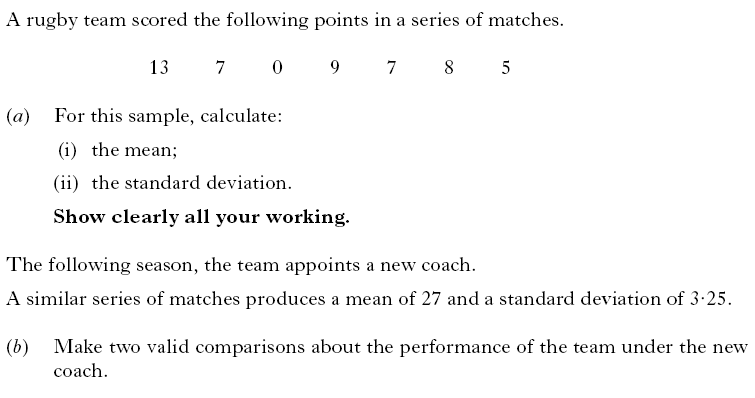 A rugby team scored the following points in a series of matches.
13 7 0 9 7 8 5
(a) For this sample, calculate:
(i) the mean;
(ii) the standard deviation.
Show clearly all your working.
The following season, the team appoints a new coach.
A similar series of matches produces a mean of 27 and a standard deviation of 3·25.
(b) Make two valid comparisons about the performance of the team under the new
coach.